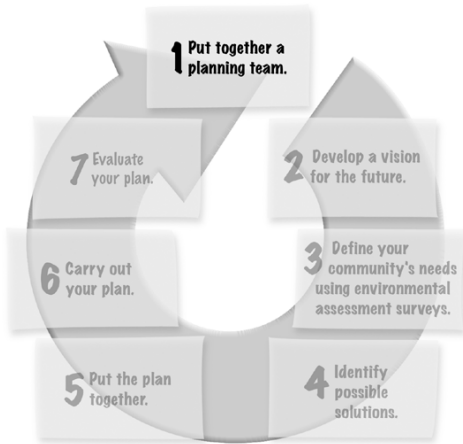 1 Put together a
planning team.
2 Develop a vision
for the future.
3 Define your
community's needs
using environmental
assessment surveys.
4 Identify
possible
solutions.
5 Put the plan
together.
6 Carry out
your plan.
7 Evaluate
your plan.